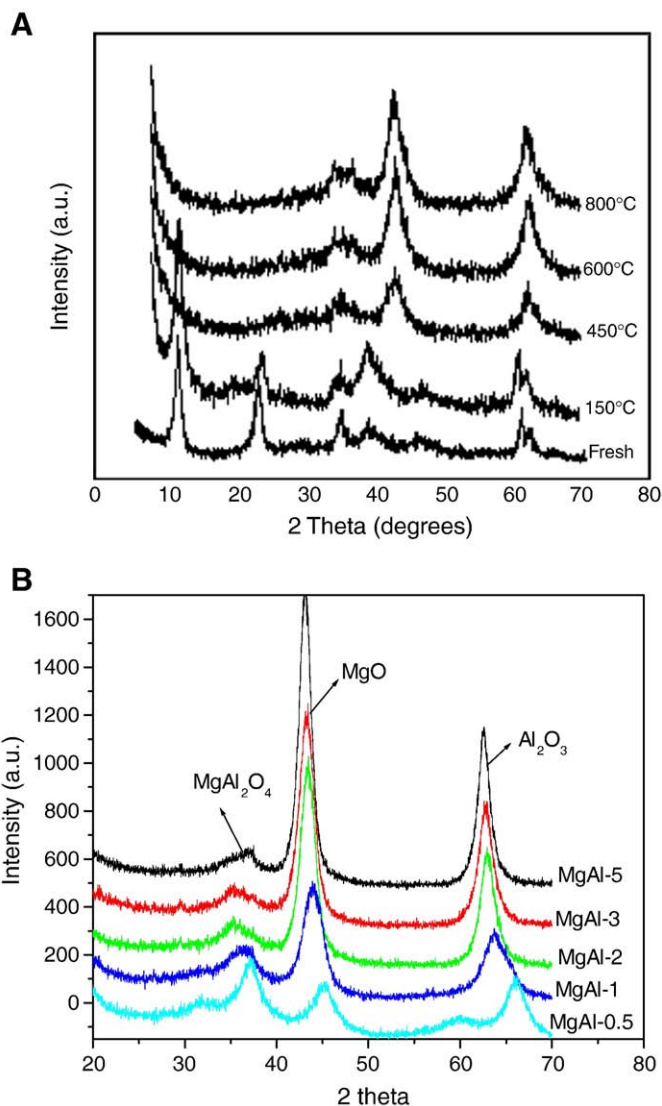 A
Intensity (a.u.)
800°C
600°C
450°C
150°C
Fresh
0 10 20 30 40 50 60 70 80
2 Theta (degrees)
B
Intensity (a.u.)
1600
1400
1200
1000
800
600
400
200
0
MgO
Al₂O₃
MgAl₂O₄
MgAl-5
MgAl-3
MgAl-2
MgAl-1
MgAl-0.5
20 30 40 50 60 70 80
2 theta